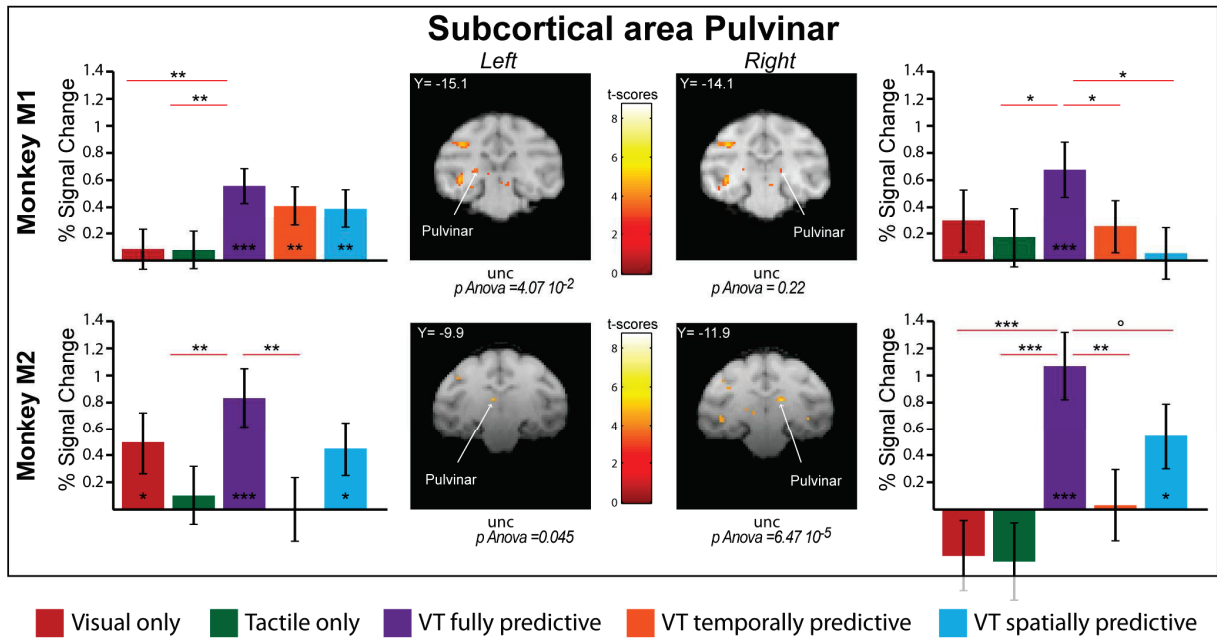 Subcortical area Pulvinar
Left
Right
Monkey M1
% Signal Change
1.4
1.2
1
0.8
0.6
0.4
0.2
**
**
***
**
**
Y= -15.1
Pulvinar
unc
p Anova =4.07 10-2
t-scores
8
6
4
2
0
Y= -14.1
Pulvinar
unc
p Anova = 0.22
% Signal Change
1.4
1.2
1
0.8
0.6
0.4
0.2
*
*
*
***
Monkey M2
% Signal Change
1.4
1.2
1
0.8
0.6
0.4
0.2
**
**
*
***
*
Y= -9.9
Pulvinar
unc
p Anova =0.045
t-scores
8
6
4
2
0
Y= -11.9
Pulvinar
unc
p Anova =6.47 10-5
% Signal Change
1.4
1.2
1
0.8
0.6
0.4
0.2
***
°
***
**
***
*
Visual only
Tactile only
VT fully predictive
VT temporally predictive
VT spatially predictive